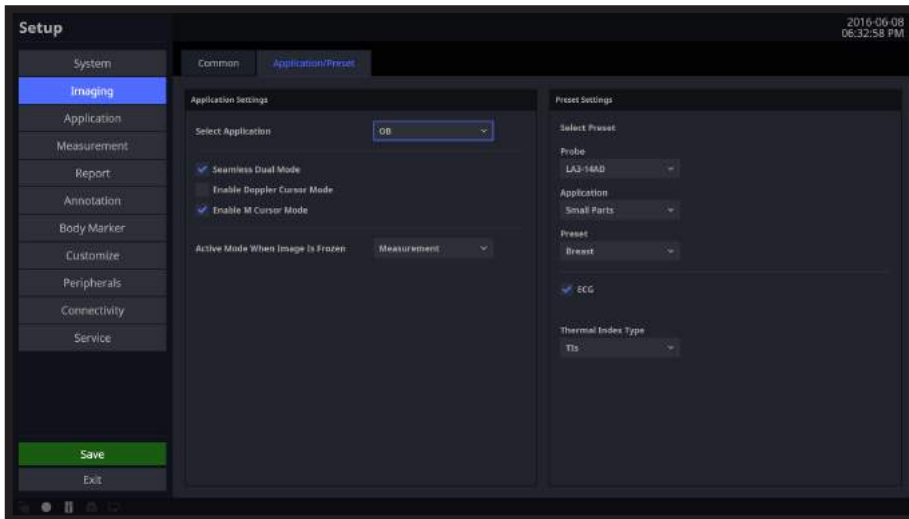 Setup
2016-06-08
06:32:58 PM
System
Imaging
Application
Measurement
Report
Annotation
Body Marker
Customize
Peripherals
Connectivity
Service
Save
Exit
Common
Application/Preset
Application Settings
Select Application
OB
Seamless Dual Mode
Enable Doppler Cursor Mode
Enable M Cursor Mode
Active Mode When Image Is Frozen
Measurement
Preset Settings
Select Preset
Probe
LA3-14AD
Application
Small Parts
Preset
Breast
ECG
Thermal Index Type
TIs